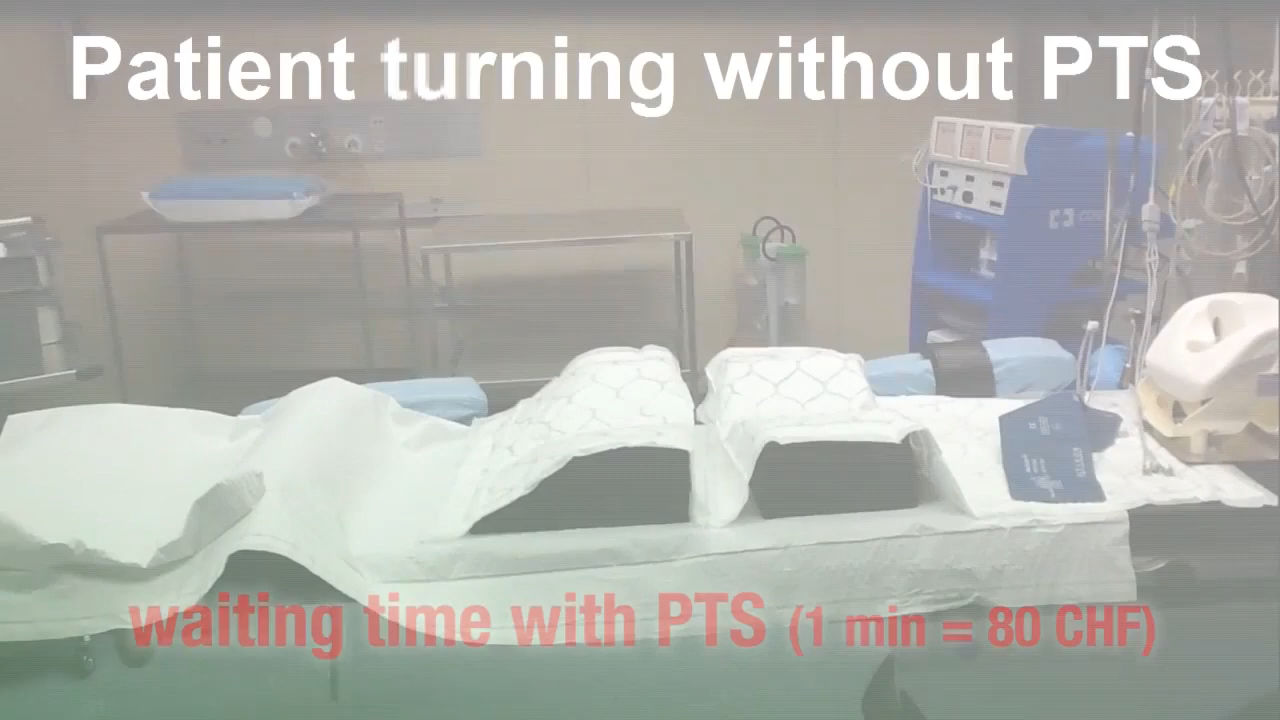 Patient turning without PTS
waiting time with PTS (1 min = 80 CHF)